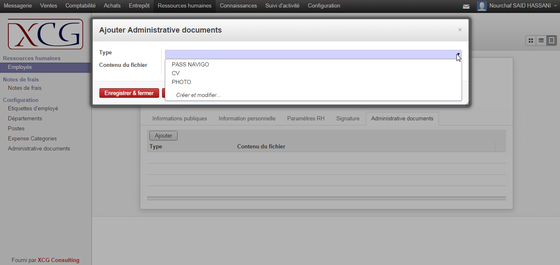 Messagerie Ventes Comptabilité Achats Entrepôt Ressources humaines Connaissances Suivi d'activité Configuration Nourchaf SAID HASSANI
XCG
Ressources humaines
Employés
Notes de frais
Notes de frais
Configuration
Etiquettes d'employé
Départements
Postes
Expense Categories
Administrative documents
Fourni par XCG Consulting
Ajouter Administrative documents ×
Type
Contenu du fichier
PASS NAVIGO
CV
PHOTO
Créer et modifier...
Enregistrer & fermer
Informations publiques Information personnelle Paramètres RH Signature Administrative documents
Ajouter
Type Contenu du fichier